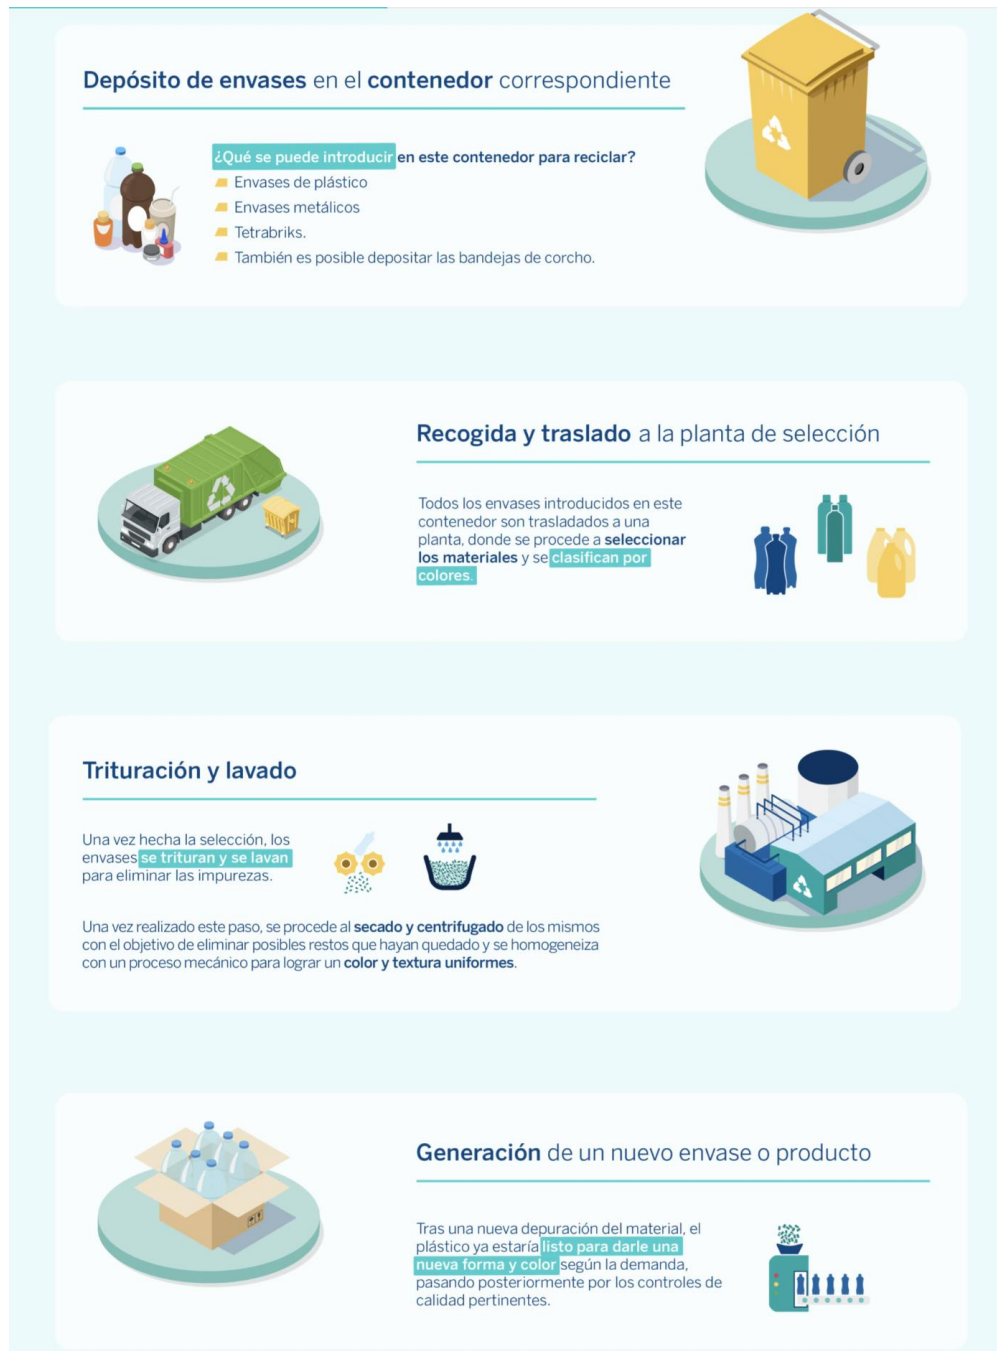 Depósito de envases en el contenedor correspondiente
¿Qué se puede introducir en este contenedor para reciclar?
Envases de plástico
Envases metálicos
Tetrabriks.
También es posible depositar las bandejas de corcho.
Recogida y traslado a la planta de selección
Todos los envases introducidos en este
contenedor son trasladados a una
planta, donde se procede a seleccionar
los materiales y se clasifican por
colores.
Trituración y lavado
Una vez hecha la selección, los
envases se trituran y se lavan
para eliminar las impurezas.
Una vez realizado este paso, se procede al secado y centrifugado de los mismos
con el objetivo de eliminar posibles restos que hayan quedado y se homogeneiza
con un proceso mecánico para lograr un color y textura uniformes.
Generación de un nuevo envase o producto
Tras una nueva depuración del material, el
plástico ya estaría listo para darle una
nueva forma y color según la demanda,
pasando posteriormente por los controles de
calidad pertinentes.